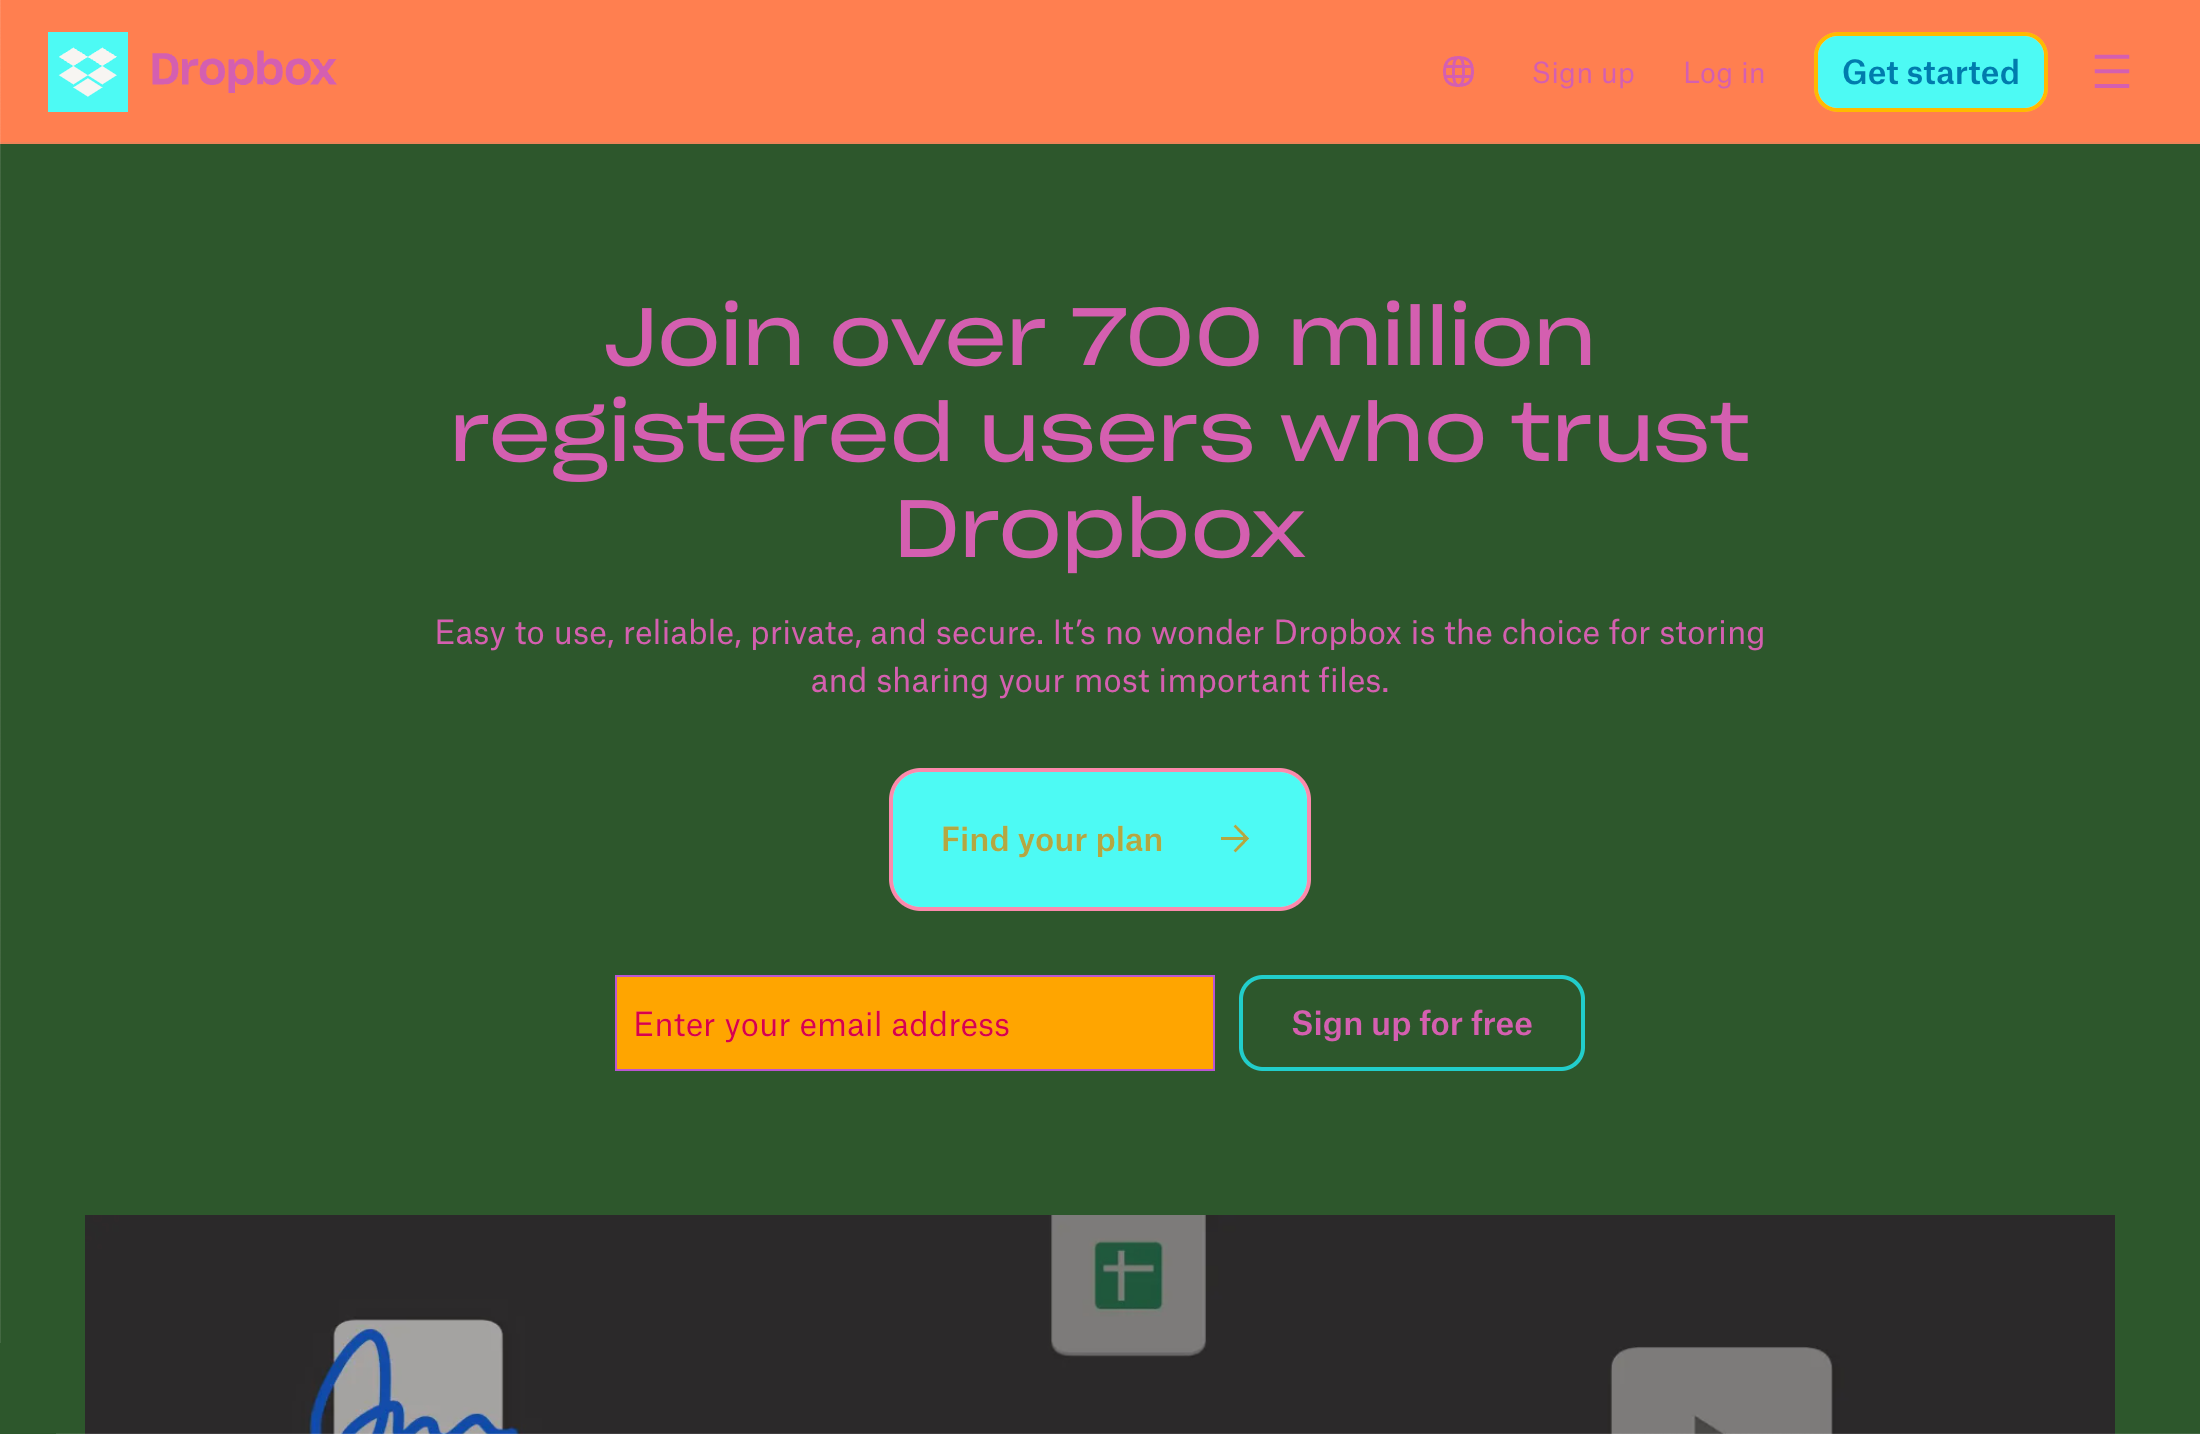 Dropbox
Sign up
Log in
Get started
Join over 700 million
registered users who trust
Dropbox
Easy to use, reliable, private, and secure. It’s no wonder Dropbox is the choice for storing
and sharing your most important files.
Find your plan
Enter your email address
Sign up for free